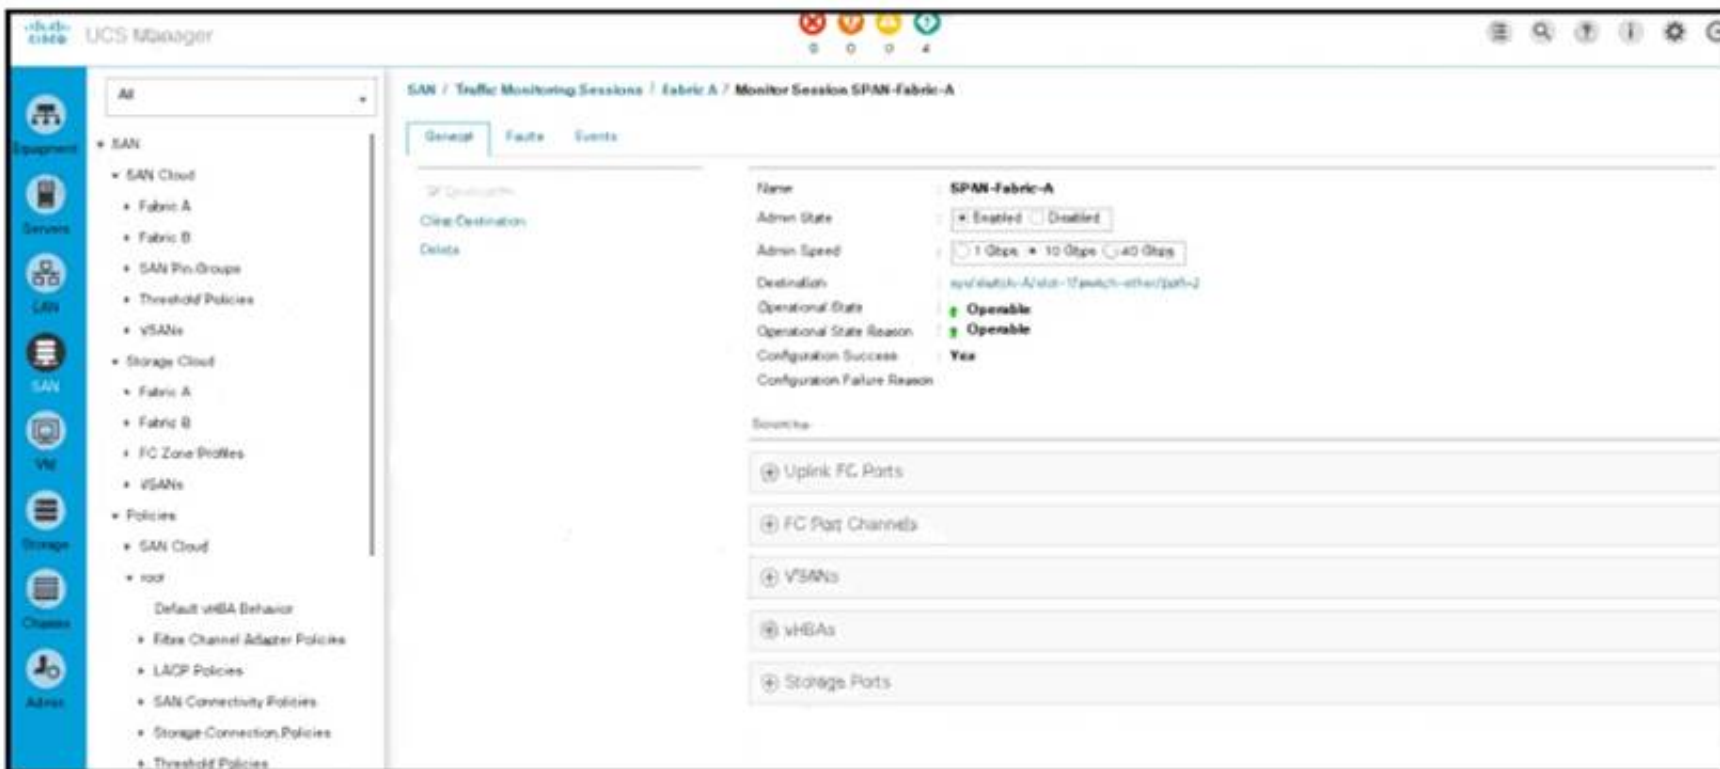 CISCO UCS Manager
0 0 0 4
All
SAN / Traffic Monitoring Sessions / Fabric A / Monitor Session SPAN-Fabric-A
General Faults Events
Equipment
Servers
LAN
SAN
VM
Storage
Chassis
Admin
SAN
SAN Cloud
Fabric A
Fabric B
SAN Pin Groups
Threshold Policies
VSANs
Storage Cloud
Fabric A
Fabric B
FC Zone Profiles
VSANs
Policies
SAN Cloud
root
Default vHBA Behavior
Fibre Channel Adapter Policies
LACP Policies
SAN Connectivity Policies
Storage Connection Policies
Threshold Policies
Clear Destination
Delete
Name : SPAN-Fabric-A
Admin State : Enabled Disabled
Admin Speed : 1 Gbps 10 Gbps 40 Gbps
Destination
Operational State : Operable
Operational State Reason : Operable
Configuration Success : Yes
Configuration Failure Reason
Sources
Uplink FC Ports
FC Port Channels
VSANs
vHBAs
Storage Ports